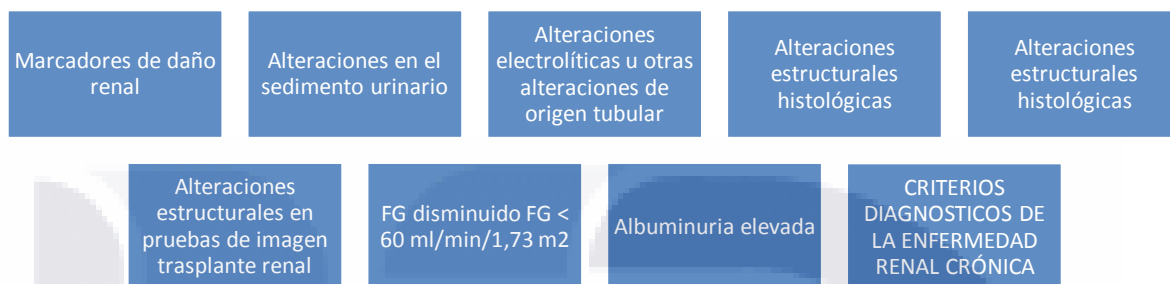 Marcadores de daño
renal
Alteraciones en el
sedimento urinario
Alteraciones
electrolíticas u otras
alteraciones de
origen tubular
Alteraciones
estructurales
histológicas
Alteraciones
estructurales
histológicas
Alteraciones
estructurales en
pruebas de imagen
trasplante renal
FG disminuido FG <
60 ml/min/1,73 m2
Albuminuria elevada
CRITERIOS
DIAGNOSTICOS DE
LA ENFERMEDAD
RENAL CRÓNICA